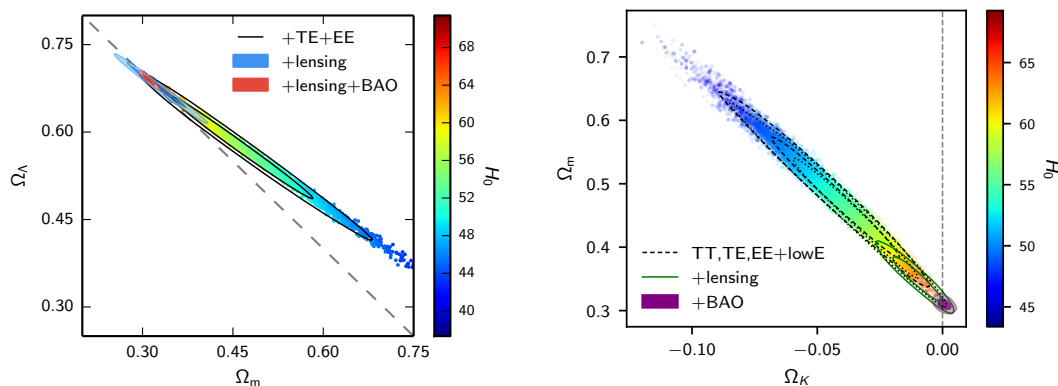 0.75
0.60
0.45
0.30
Ω_Λ
0.30 0.45 0.60 0.75
Ω_m
+TE+EE
+lensing
+lensing+BAO
68
64
60
56
52
48
44
40
H_0
0.7
0.6
0.5
0.4
0.3
Ω_m
−0.10 −0.05 0.00
Ω_K
TT,TE,EE+lowE
+lensing
+BAO
65
60
55
50
45
H_0